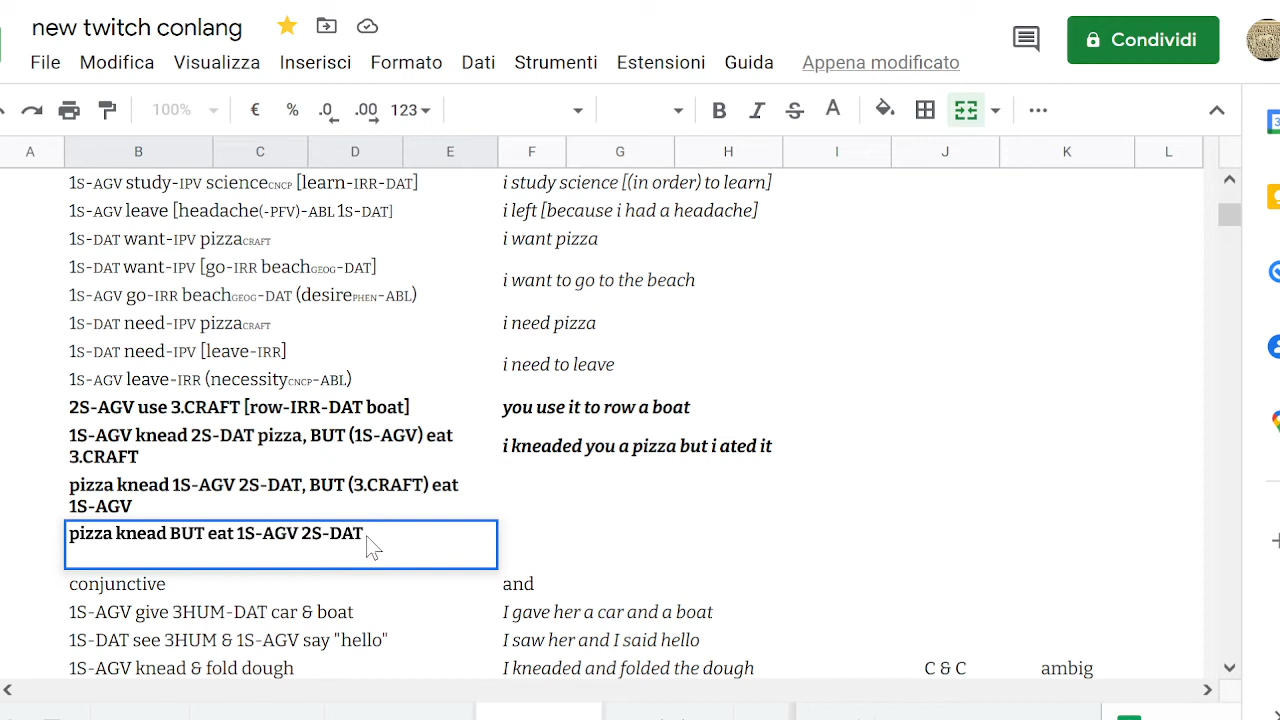 new twitch conlang
Condividi
File Modifica Visualizza Inserisci Formato Dati Strumenti Estensioni Guida Appena modificato
100% € % .0 .00 123 B I S A
A B C D E F G H I J K L
1S-AGV study-IPV scienceCNCP [learn-IRR-DAT] i study science [(in order) to learn]
1S-AGV leave [headache(-PFV)-ABL 1S-DAT] i left [because i had a headache]
1S-DAT want-IPV pizzaCRAFT i want pizza
1S-DAT want-IPV [go-IRR beachGEOG-DAT]
i want to go to the beach
1S-AGV go-IRR beachGEOG-DAT (desirePHEN-ABL)
1S-DAT need-IPV pizzaCRAFT i need pizza
1S-DAT need-IPV [leave-IRR]
i need to leave
1S-AGV leave-IRR (necessityCNCP-ABL)
2S-AGV use 3.CRAFT [row-IRR-DAT boat] you use it to row a boat
1S-AGV knead 2S-DAT pizza, BUT (1S-AGV) eat
3.CRAFT
i kneaded you a pizza but i ated it
pizza knead 1S-AGV 2S-DAT, BUT (3.CRAFT) eat
1S-AGV
pizza knead BUT eat 1S-AGV 2S-DAT
conjunctive and
1S-AGV give 3HUM-DAT car & boat I gave her a car and a boat
1S-DAT see 3HUM & 1S-AGV say "hello" I saw her and I said hello
1S-AGV knead & fold dough I kneaded and folded the dough C & C ambig